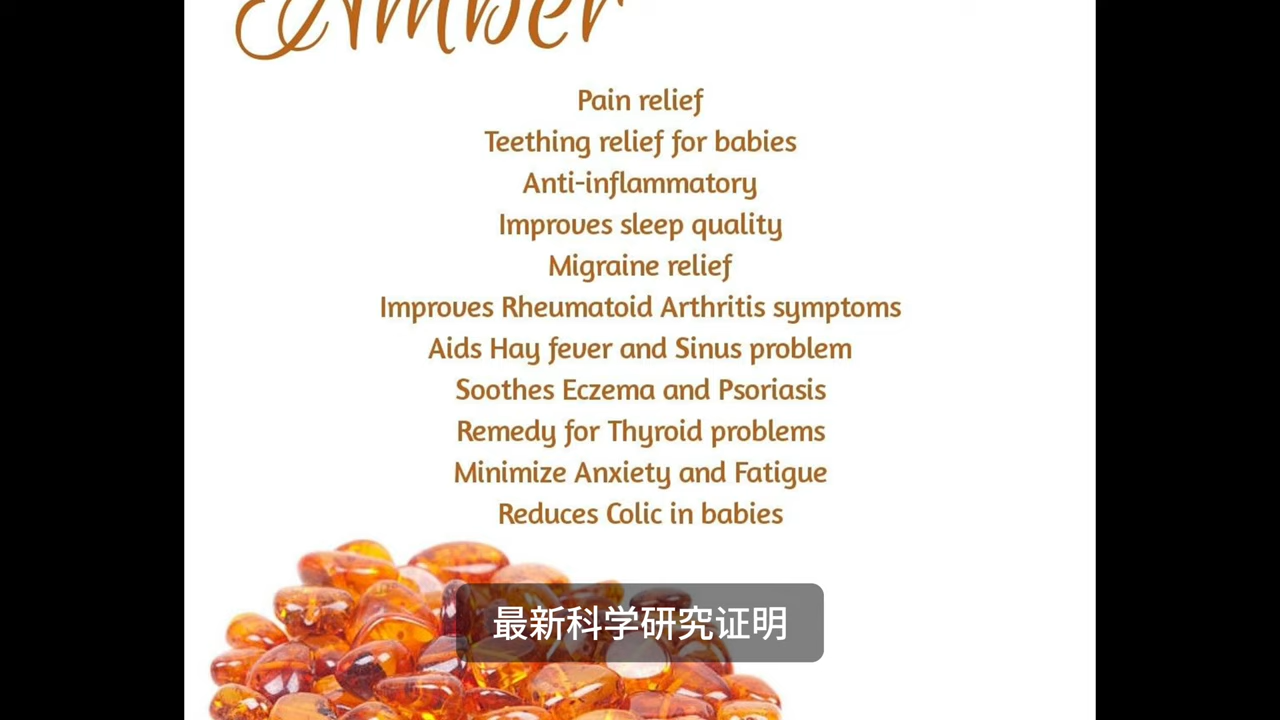 Amber
Pain relief
Teething relief for babies
Anti-inflammatory
Improves sleep quality
Migraine relief
Improves Rheumatoid Arthritis symptoms
Aids Hay fever and Sinus problem
Soothes Eczema and Psoriasis
Remedy for Thyroid problems
Minimize Anxiety and Fatigue
Reduces Colic in babies
最新科学研究证明